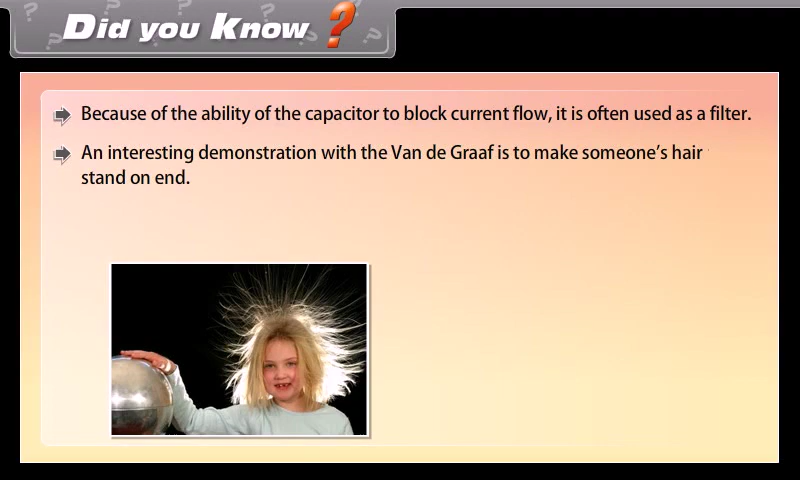 Did you Know ?
Because of the ability of the capacitor to block current flow, it is often used as a filter.
An interesting demonstration with the Van de Graaf is to make someone's hair
stand on end.